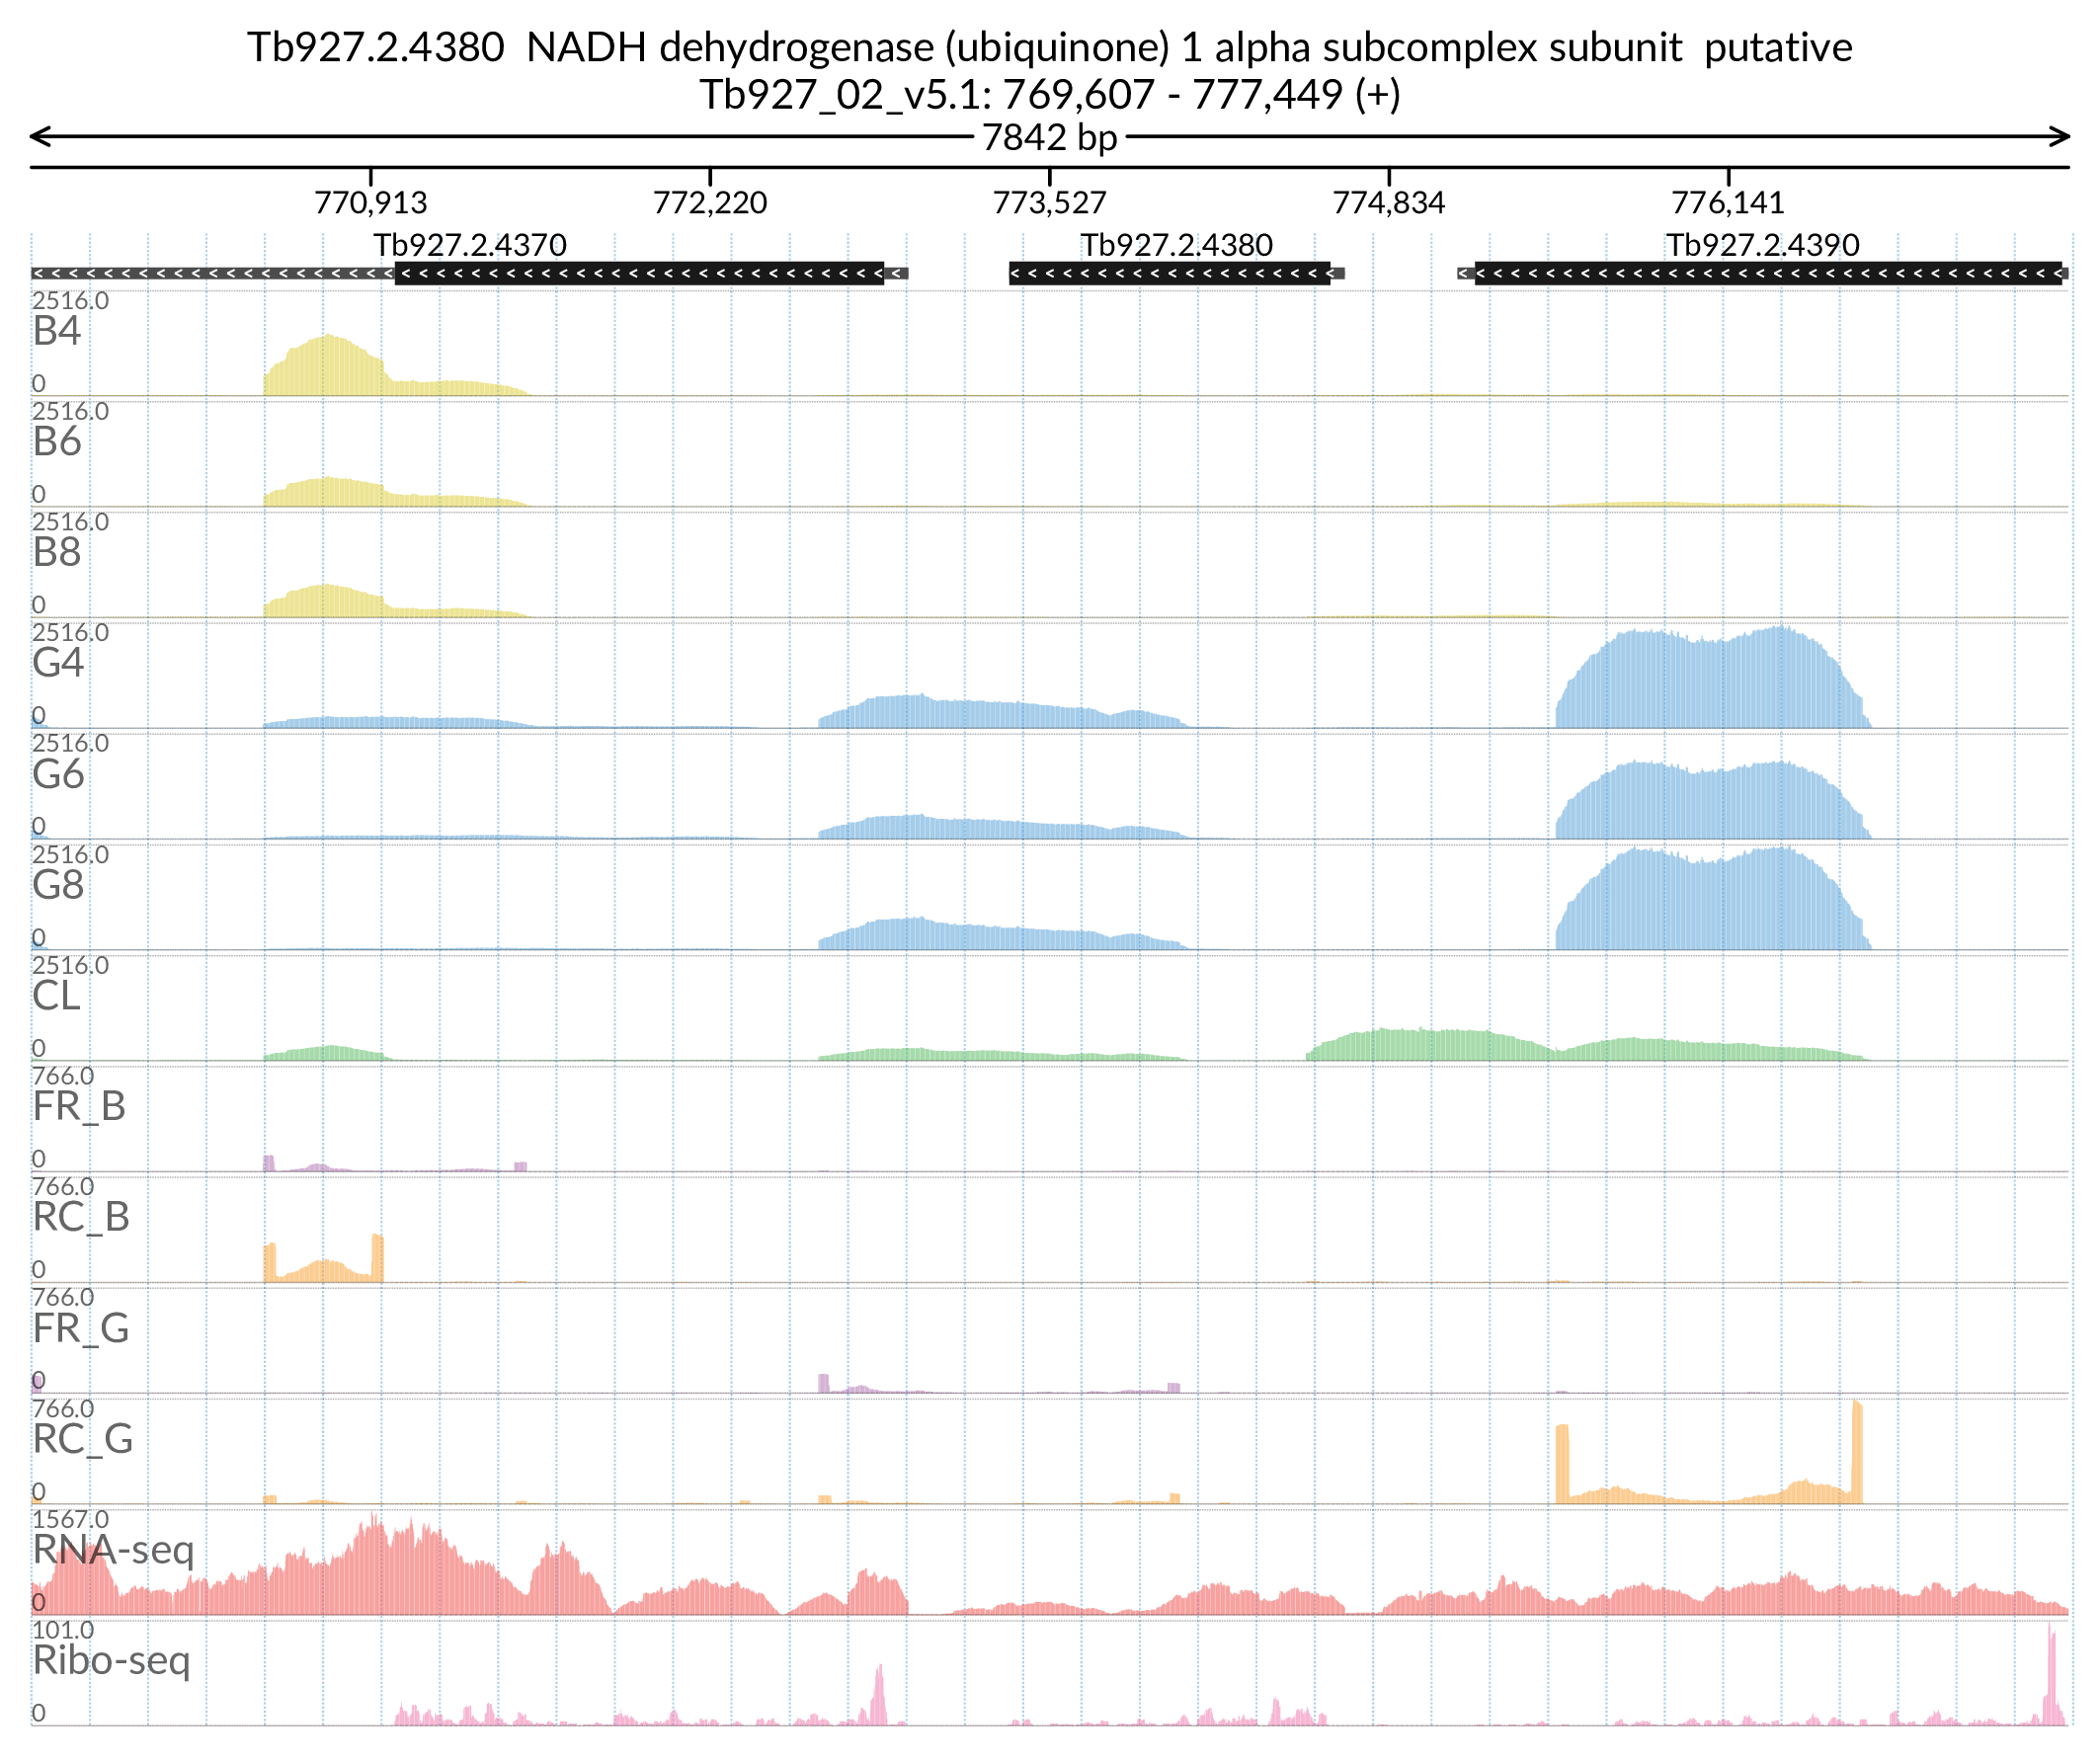 Tb927.2.4380 NADH dehydrogenase (ubiquinone) 1 alpha subcomplex subunit putative
Tb927_02_v5.1: 769,607 - 777,449 (+)
7842 bp
770,913 772,220 773,527 774,834 776,141
Tb927.2.4370 Tb927.2.4380 Tb927.2.4390
2516.0
B4
0
2516.0
B6
0
2516.0
B8
0
2516.0
G4
0
2516.0
G6
0
2516.0
G8
0
2516.0
CL
0
766.0
FR_B
0
766.0
RC_B
0
766.0
FR_G
0
766.0
RC_G
0
1567.0
RNA-seq
0
101.0
Ribo-seq
0